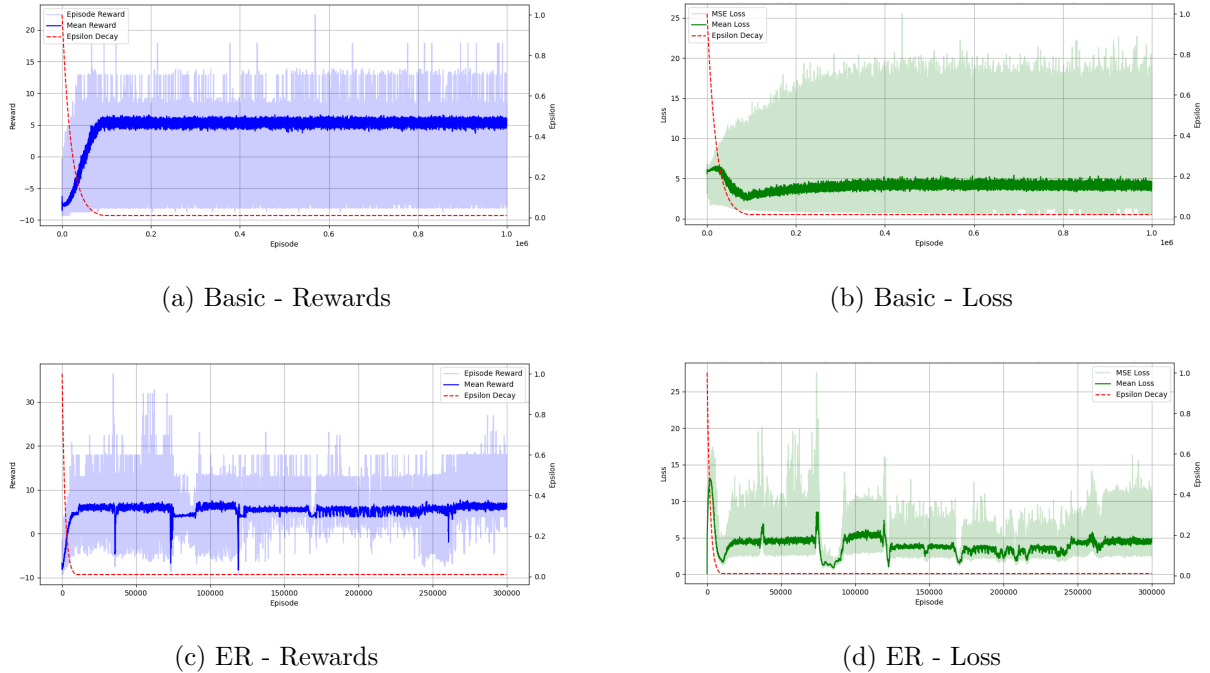 Episode Reward
Mean Reward
Epsilon Decay
20
15
10
5
0
−5
−10
Reward
1.0
0.8
0.6
0.4
0.2
0.0
Epsilon
0.0 0.2 0.4 0.6 0.8 1.0
1e6
Episode
(a) Basic - Rewards
MSE Loss
Mean Loss
Epsilon Decay
25
20
15
10
5
0
Loss
1.0
0.8
0.6
0.4
0.2
0.0
Epsilon
0.0 0.2 0.4 0.6 0.8 1.0
1e6
Episode
(b) Basic - Loss
Episode Reward
Mean Reward
Epsilon Decay
30
20
10
0
−10
Reward
1.0
0.8
0.6
0.4
0.2
0.0
Epsilon
0 50000 100000 150000 200000 250000 300000
Episode
(c) ER - Rewards
MSE Loss
Mean Loss
Epsilon Decay
25
20
15
10
5
0
Loss
1.0
0.8
0.6
0.4
0.2
0.0
Epsilon
0 50000 100000 150000 200000 250000 300000
Episode
(d) ER - Loss